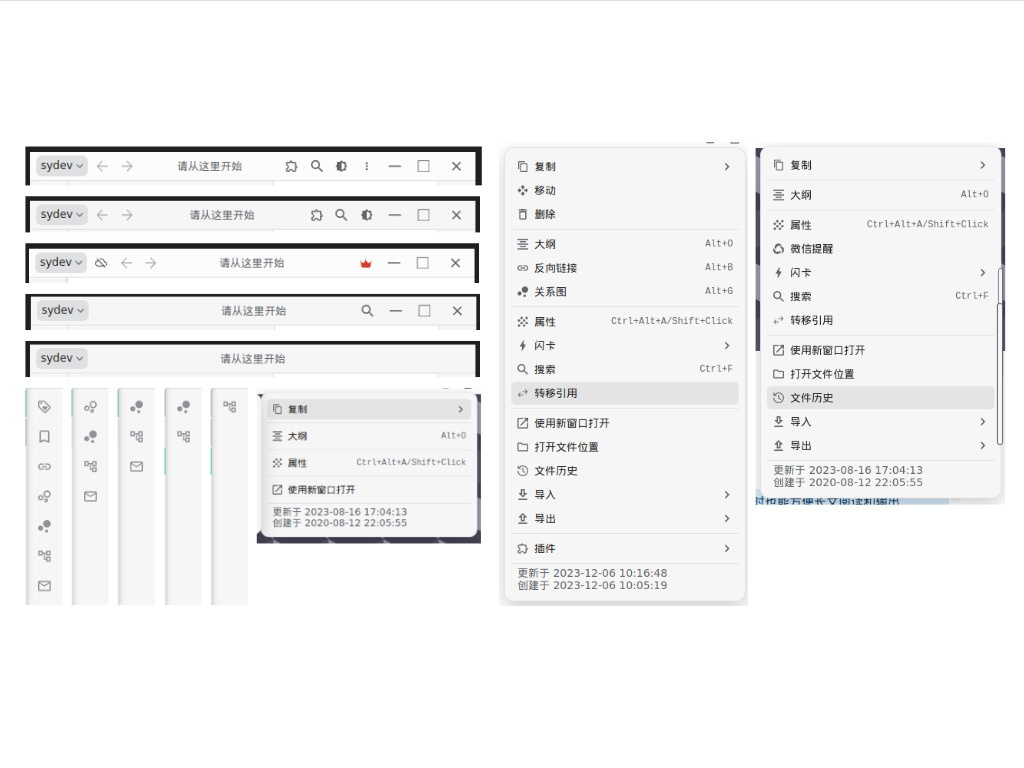 sydev 请从这里开始
sydev 请从这里开始
sydev 请从这里开始
sydev 请从这里开始
sydev 请从这里开始
复制
大纲 Alt+O
属性 Ctrl+Alt+A/Shift+Click
使用新窗口打开
更新于 2023-08-16 17:04:13
创建于 2020-08-12 22:05:55
复制
移动
删除
大纲 Alt+O
反向链接 Alt+B
关系图 Alt+G
属性 Ctrl+Alt+A/Shift+Click
闪卡
搜索 Ctrl+F
转移引用
使用新窗口打开
打开文件位置
文件历史
导入
导出
插件
更新于 2023-12-06 10:16:48
创建于 2023-12-06 10:05:19
复制
大纲 Alt+O
属性 Ctrl+Alt+A/Shift+Click
微信提醒
闪卡
搜索 Ctrl+F
转移引用
使用新窗口打开
打开文件位置
文件历史
导入
导出
更新于 2023-08-16 17:04:13
创建于 2020-08-12 22:05:55